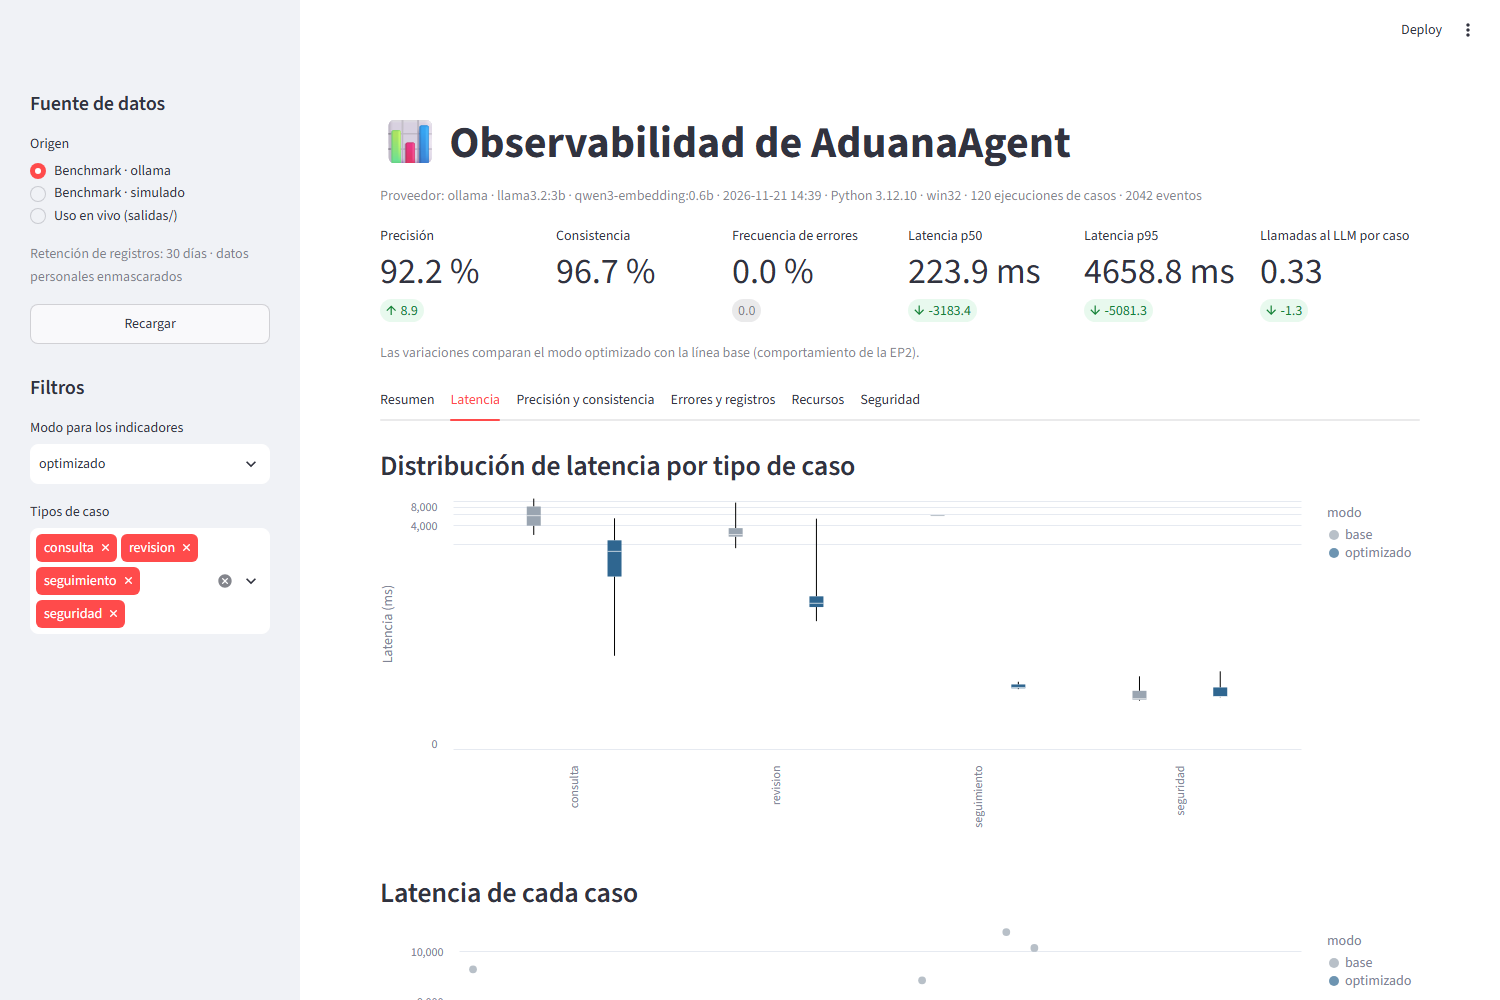 Deploy
Fuente de datos
Origen
Benchmark · ollama
Benchmark · simulado
Uso en vivo (salidas/)
Retención de registros: 30 días · datos
personales enmascarados
Recargar
Filtros
Modo para los indicadores
optimizado
Tipos de caso
consulta
revision
seguimiento
seguridad
Observabilidad de AduanaAgent
Proveedor: ollama · llama3.2:3b · qwen3-embedding:0.6b · 2026-11-21 14:39 · Python 3.12.10 · win32 · 120 ejecuciones de casos · 2042 eventos
Precisión
92.2 %
↑ 8.9
Consistencia
96.7 %
Frecuencia de errores
0.0 %
0.0
Latencia p50
223.9 ms
↓ -3183.4
Latencia p95
4658.8 ms
↓ -5081.3
Llamadas al LLM por caso
0.33
↓ -1.3
Las variaciones comparan el modo optimizado con la línea base (comportamiento de la EP2).
Resumen Latencia Precisión y consistencia Errores y registros Recursos Seguridad
Distribución de latencia por tipo de caso
8,000
4,000
0
Latencia (ms)
consulta
revision
seguimiento
seguridad
modo
base
optimizado
Latencia de cada caso
10,000
modo
base
optimizado